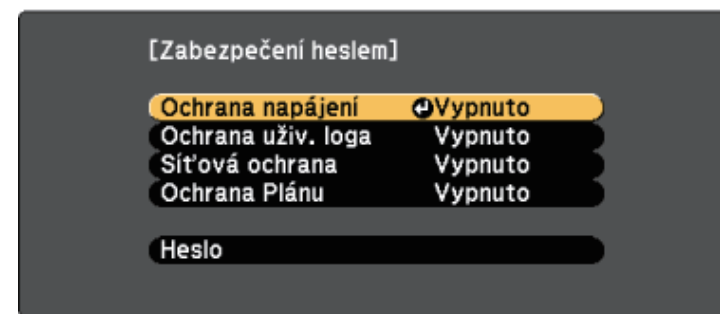 [Zabezpečení heslem]
Ochrana napájení Vypnuto
Ochrana uživ. loga Vypnuto
Síťová ochrana Vypnuto
Ochrana Plánu Vypnuto
Heslo